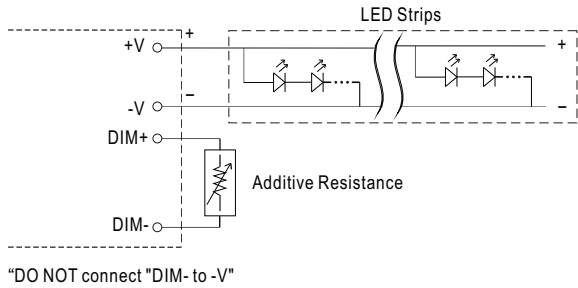 LED Strips
+V + +
-V − −
DIM+
Additive Resistance
DIM-
“DO NOT connect "DIM- to -V"